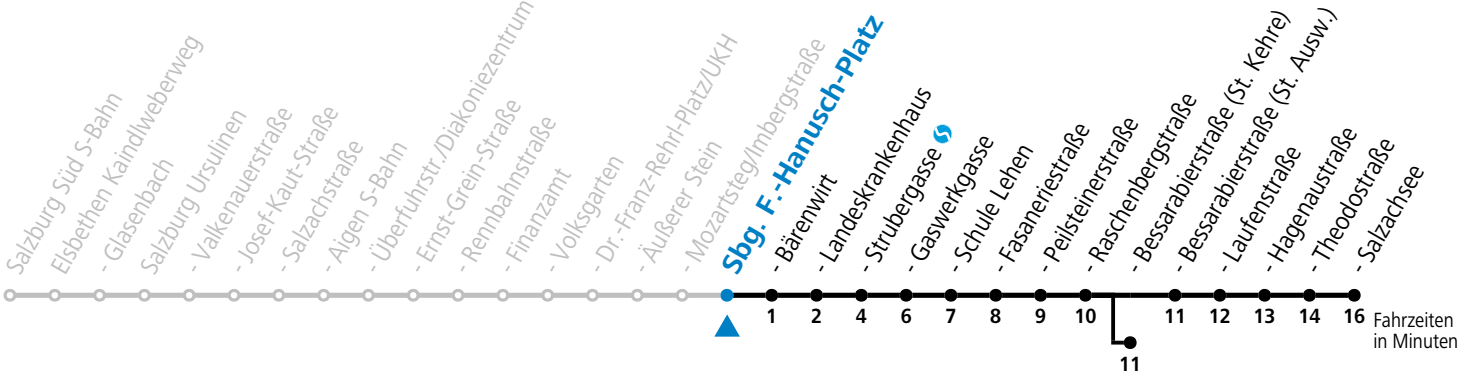 Salzburg Süd S-Bahn
Elsbethen Kaindlweberweg
- Glasenbach
Salzburg Ursulinen
- Valkenauerstraße
- Josef-Kaut-Straße
- Salzachstraße
- Aigen S-Bahn
- Überfuhrstr./Diakoniezentrum
- Ernst-Grein-Straße
- Rennbahnstraße
- Finanzamt
- Volksgarten
- Dr.-Franz-Rehrl-Platz/UKH
- Äußerer Stein
- Mozartsteg/Imbergstraße
Sbg. F.-Hanusch-Platz
- Bärenwirt
- Landeskrankenhaus
- Strubergasse
- Gaswerkgasse
- Schule Lehen
- Fasaneriestraße
- Peilsteinerstraße
- Raschenbergstraße
- Bessarabierstraße (St. Kehre)
- Bessarabierstraße (St. Ausw.)
- Laufenstraße
- Hagenaustraße
- Theodostraße
- Salzachsee
1 2 4 6 7 8 9 10 11 12 13 14 16
Fahrzeiten
in Minuten
11